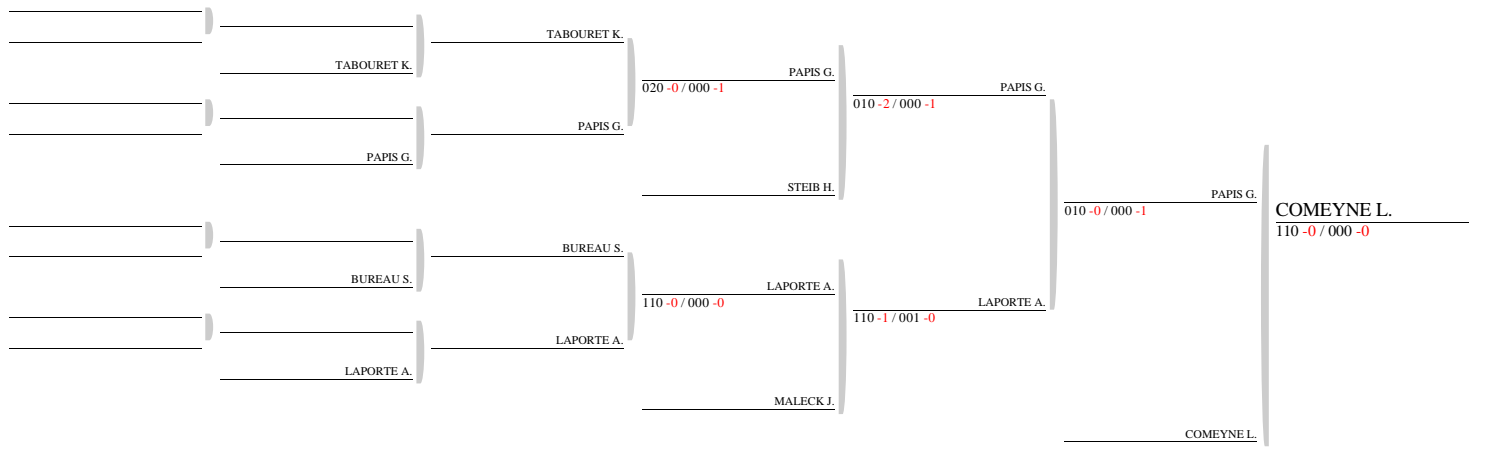 TABOURET K.
TABOURET K.
PAPIS G.
020 -0 / 000 -1
PAPIS G.
010 -2 / 000 -1
PAPIS G.
PAPIS G.
STEIB H.
PAPIS G.
010 -0 / 000 -1
COMEYNE L.
110 -0 / 000 -0
BUREAU S.
BUREAU S.
LAPORTE A.
110 -0 / 000 -0
LAPORTE A.
110 -1 / 001 -0
LAPORTE A.
LAPORTE A.
MALECK J.
COMEYNE L.